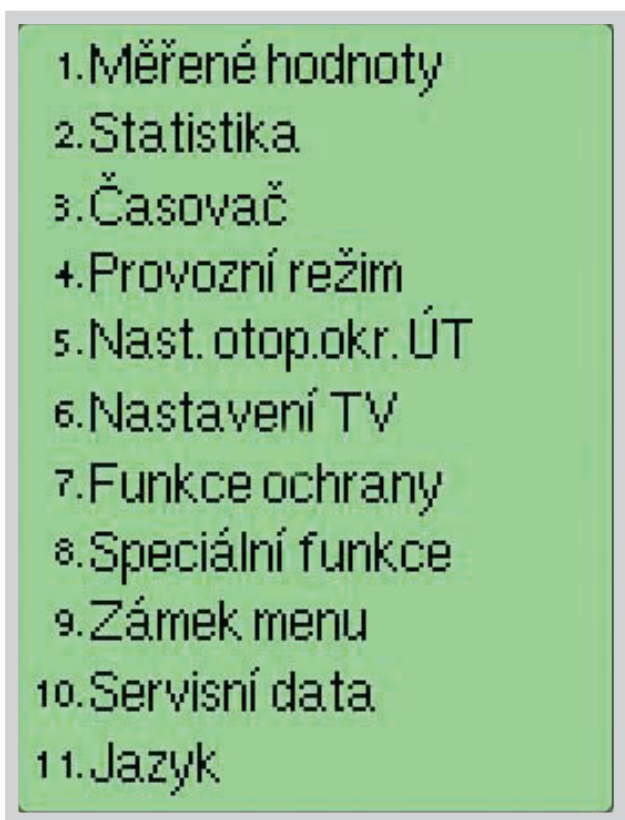 1.Měřené hodnoty
2.Statistika
3.Časovač
4.Provozní režim
5.Nast. otop.okr. ÚT
6.Nastavení TV
7.Funkce ochrany
8.Speciální funkce
9.Zámek menu
10.Servisní data
11.Jazyk